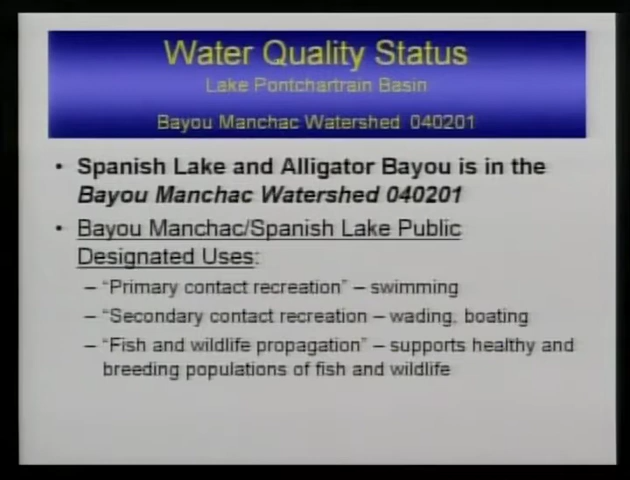 Water Quality Status
Lake Pontchartrain Basin
Bayou Manchac Watershed 040201
• Spanish Lake and Alligator Bayou is in the
Bayou Manchac Watershed 040201
• Bayou Manchac/Spanish Lake Public
Designated Uses:
– “Primary contact recreation” – swimming
– “Secondary contact recreation – wading, boating
– “Fish and wildlife propagation” – supports healthy and
breeding populations of fish and wildlife